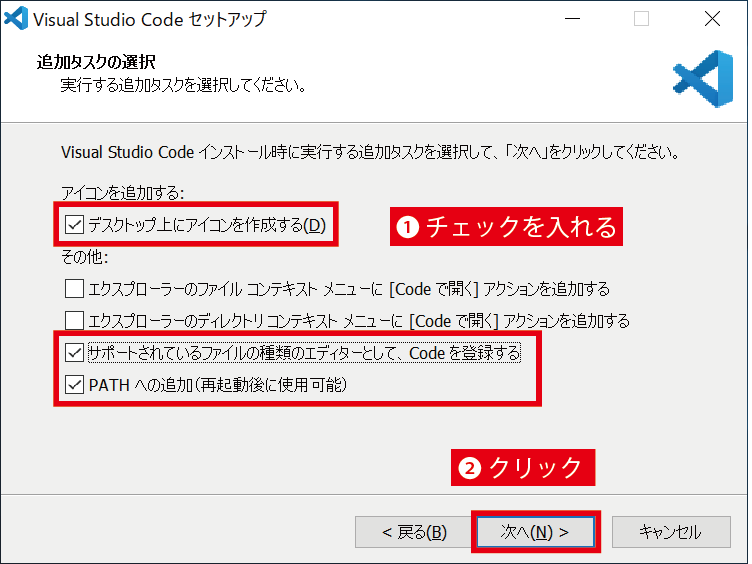 Visual Studio Code セットアップ
追加タスクの選択
実行する追加タスクを選択してください。
Visual Studio Code インストール時に実行する追加タスクを選択して、「次へ」をクリックしてください。
アイコンを追加する:
デスクトップ上にアイコンを作成する(D)
❶ チェックを入れる
その他:
エクスプローラーのファイル コンテキスト メニューに [Code で開く] アクションを追加する
エクスプローラーのディレクトリ コンテキスト メニューに [Code で開く] アクションを追加する
サポートされているファイルの種類のエディターとして、Code を登録する
PATH への追加（再起動後に使用可能）
❷ クリック
< 戻る(B)
次へ(N) >
キャンセル